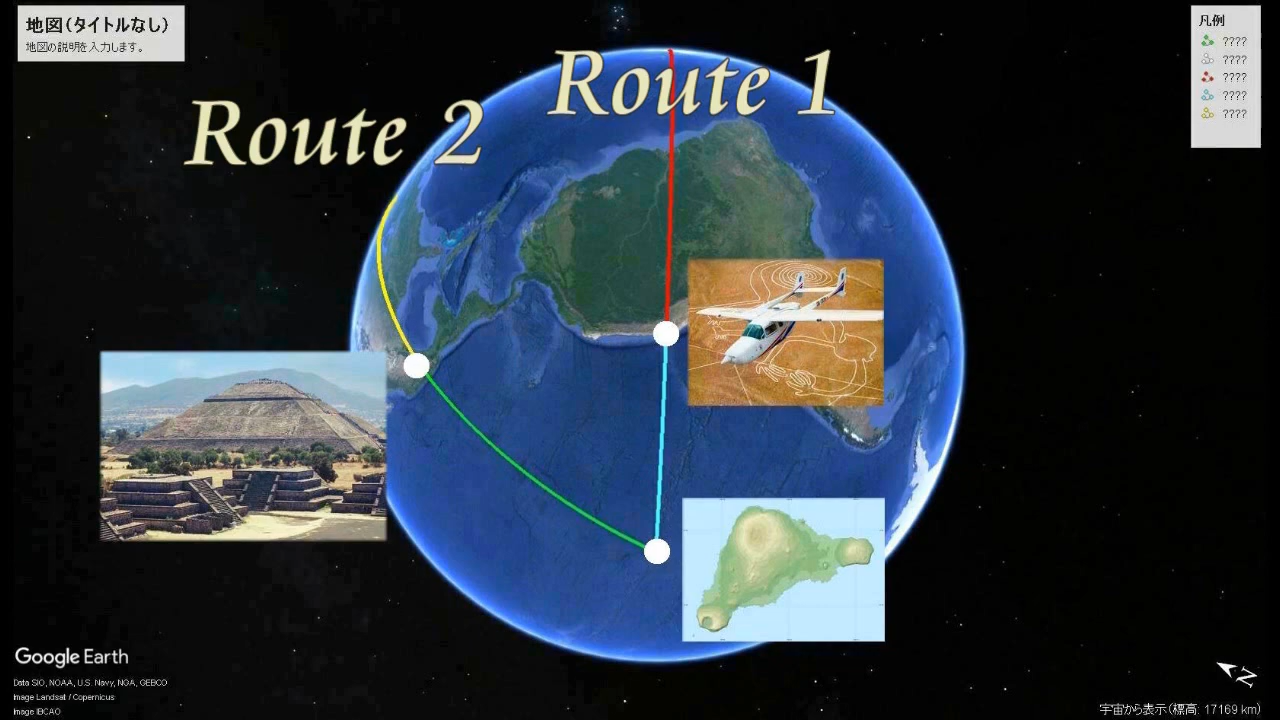 地図(タイトルなし)
地図の説明を入力します。
凡例
????
????
????
????
????
Route 1
Route 2
Google Earth
Data SIO, NOAA, U.S. Navy, NGA, GEBCO
Image Landsat / Copernicus
Image IBCAO
N
宇宙から表示(標高: 17169 km)